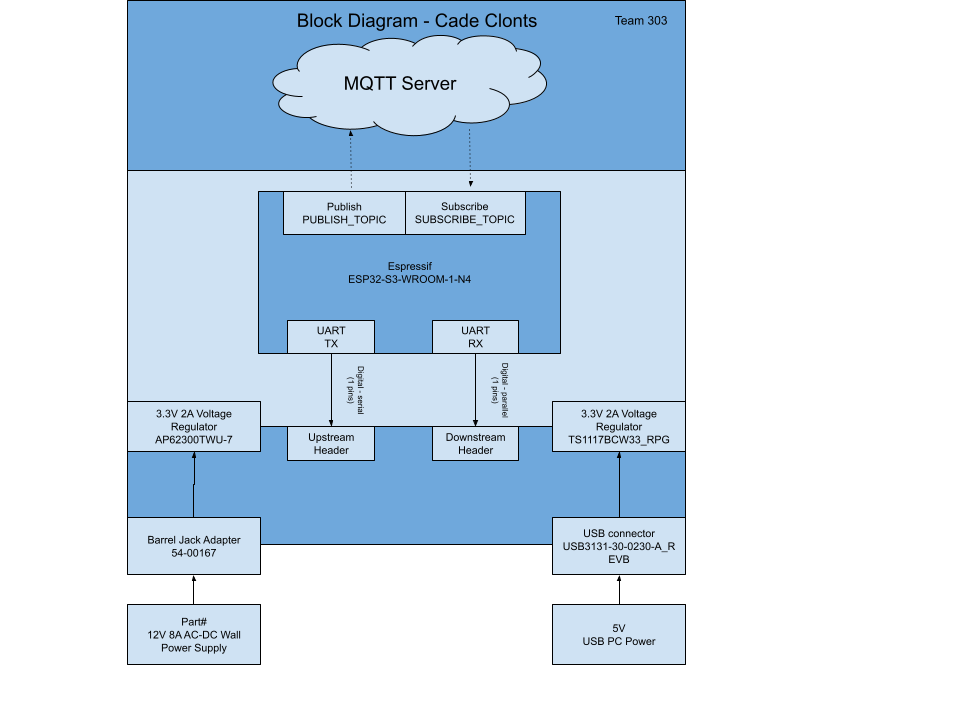 Block Diagram - Cade Clonts
Team 303
MQTT Server
Publish
PUBLISH_TOPIC
Subscribe
SUBSCRIBE_TOPIC
Espressif
ESP32-S3-WROOM-1-N4
UART
TX
UART
RX
Digital - serial
(1 pins)
Digital - parallel
(1 pins)
3.3V 2A Voltage
Regulator
AP62300TWU-7
Upstream
Header
Downstream
Header
3.3V 2A Voltage
Regulator
TS1117BCW33_RPG
Barrel Jack Adapter
54-00167
USB connector
USB3131-30-0230-A_R
EVB
Part#
12V 8A AC-DC Wall
Power Supply
5V
USB PC Power